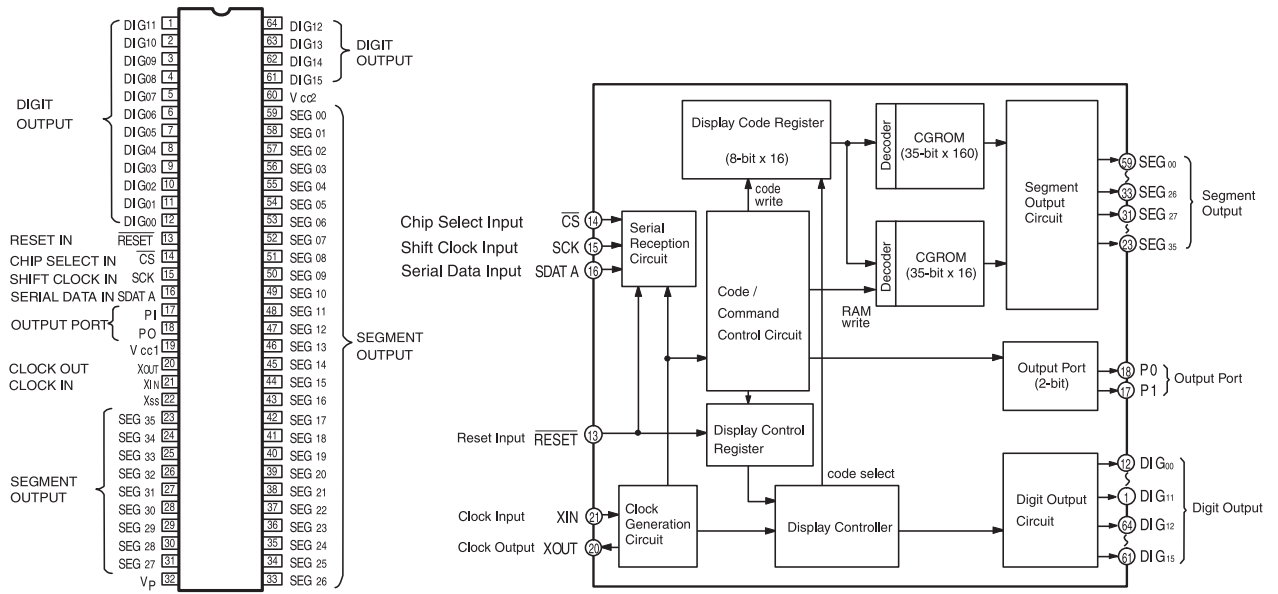 DIG11 1 64 DIG12
DIG10 2 63 DIG13
DIG09 3 62 DIG14
DIG08 4 61 DIG15
DIGIT OUTPUT
DIG07 5 60 Vcc2
DIG06 6 59 SEG 00
DIG05 7 58 SEG 01
DIG04 8 57 SEG 02
DIG03 9 56 SEG 03
DIG02 10 55 SEG 04
DIG01 11 54 SEG 05
DIG00 12 53 SEG 06
DIGIT OUTPUT
RESET IN RESET 13 52 SEG 07
CHIP SELECT IN CS 14 51 SEG 08
SHIFT CLOCK IN SCK 15 50 SEG 09
SERIAL DATA IN SDAT A 16 49 SEG 10
PI 17 48 SEG 11
OUTPUT PORT
PO 18 47 SEG 12
Vcc1 19 46 SEG 13
CLOCK OUT XOUT 20 45 SEG 14
CLOCK IN XIN 21 44 SEG 15
Xss 22 43 SEG 16
SEGMENT OUTPUT
SEG 35 23 42 SEG 17
SEG 34 24 41 SEG 18
SEG 33 25 40 SEG 19
SEG 32 26 39 SEG 20
SEG 31 27 38 SEG 21
SEG 30 28 37 SEG 22
SEG 29 29 36 SEG 23
SEG 28 30 35 SEG 24
SEG 27 31 34 SEG 25
SEGMENT OUTPUT
VP 32 33 SEG 26
Display Code Register
(8-bit x 16)
Decoder
CGROM
(35-bit x 160)
Segment
Output
Circuit
59 SEG 00
33 SEG 26
31 SEG 27
23 SEG 35
Segment
Output
code
write
Chip Select Input CS 14
Shift Clock Input SCK 15
Serial Data Input SDAT A 16
Serial
Reception
Circuit
Decoder
CGROM
(35-bit x 16)
Code /
Command
Control Circuit
RAM
write
Output Port
(2-bit)
18 P0
17 P1
Output Port
Reset Input RESET 13
Display Control
Register
code select
Clock Input XIN 21
Clock Output XOUT 20
Clock
Generation
Circuit
Display Controller
Digit Output
Circuit
12 DIG00
1 DIG11
64 DIG12
61 DIG15
Digit Output